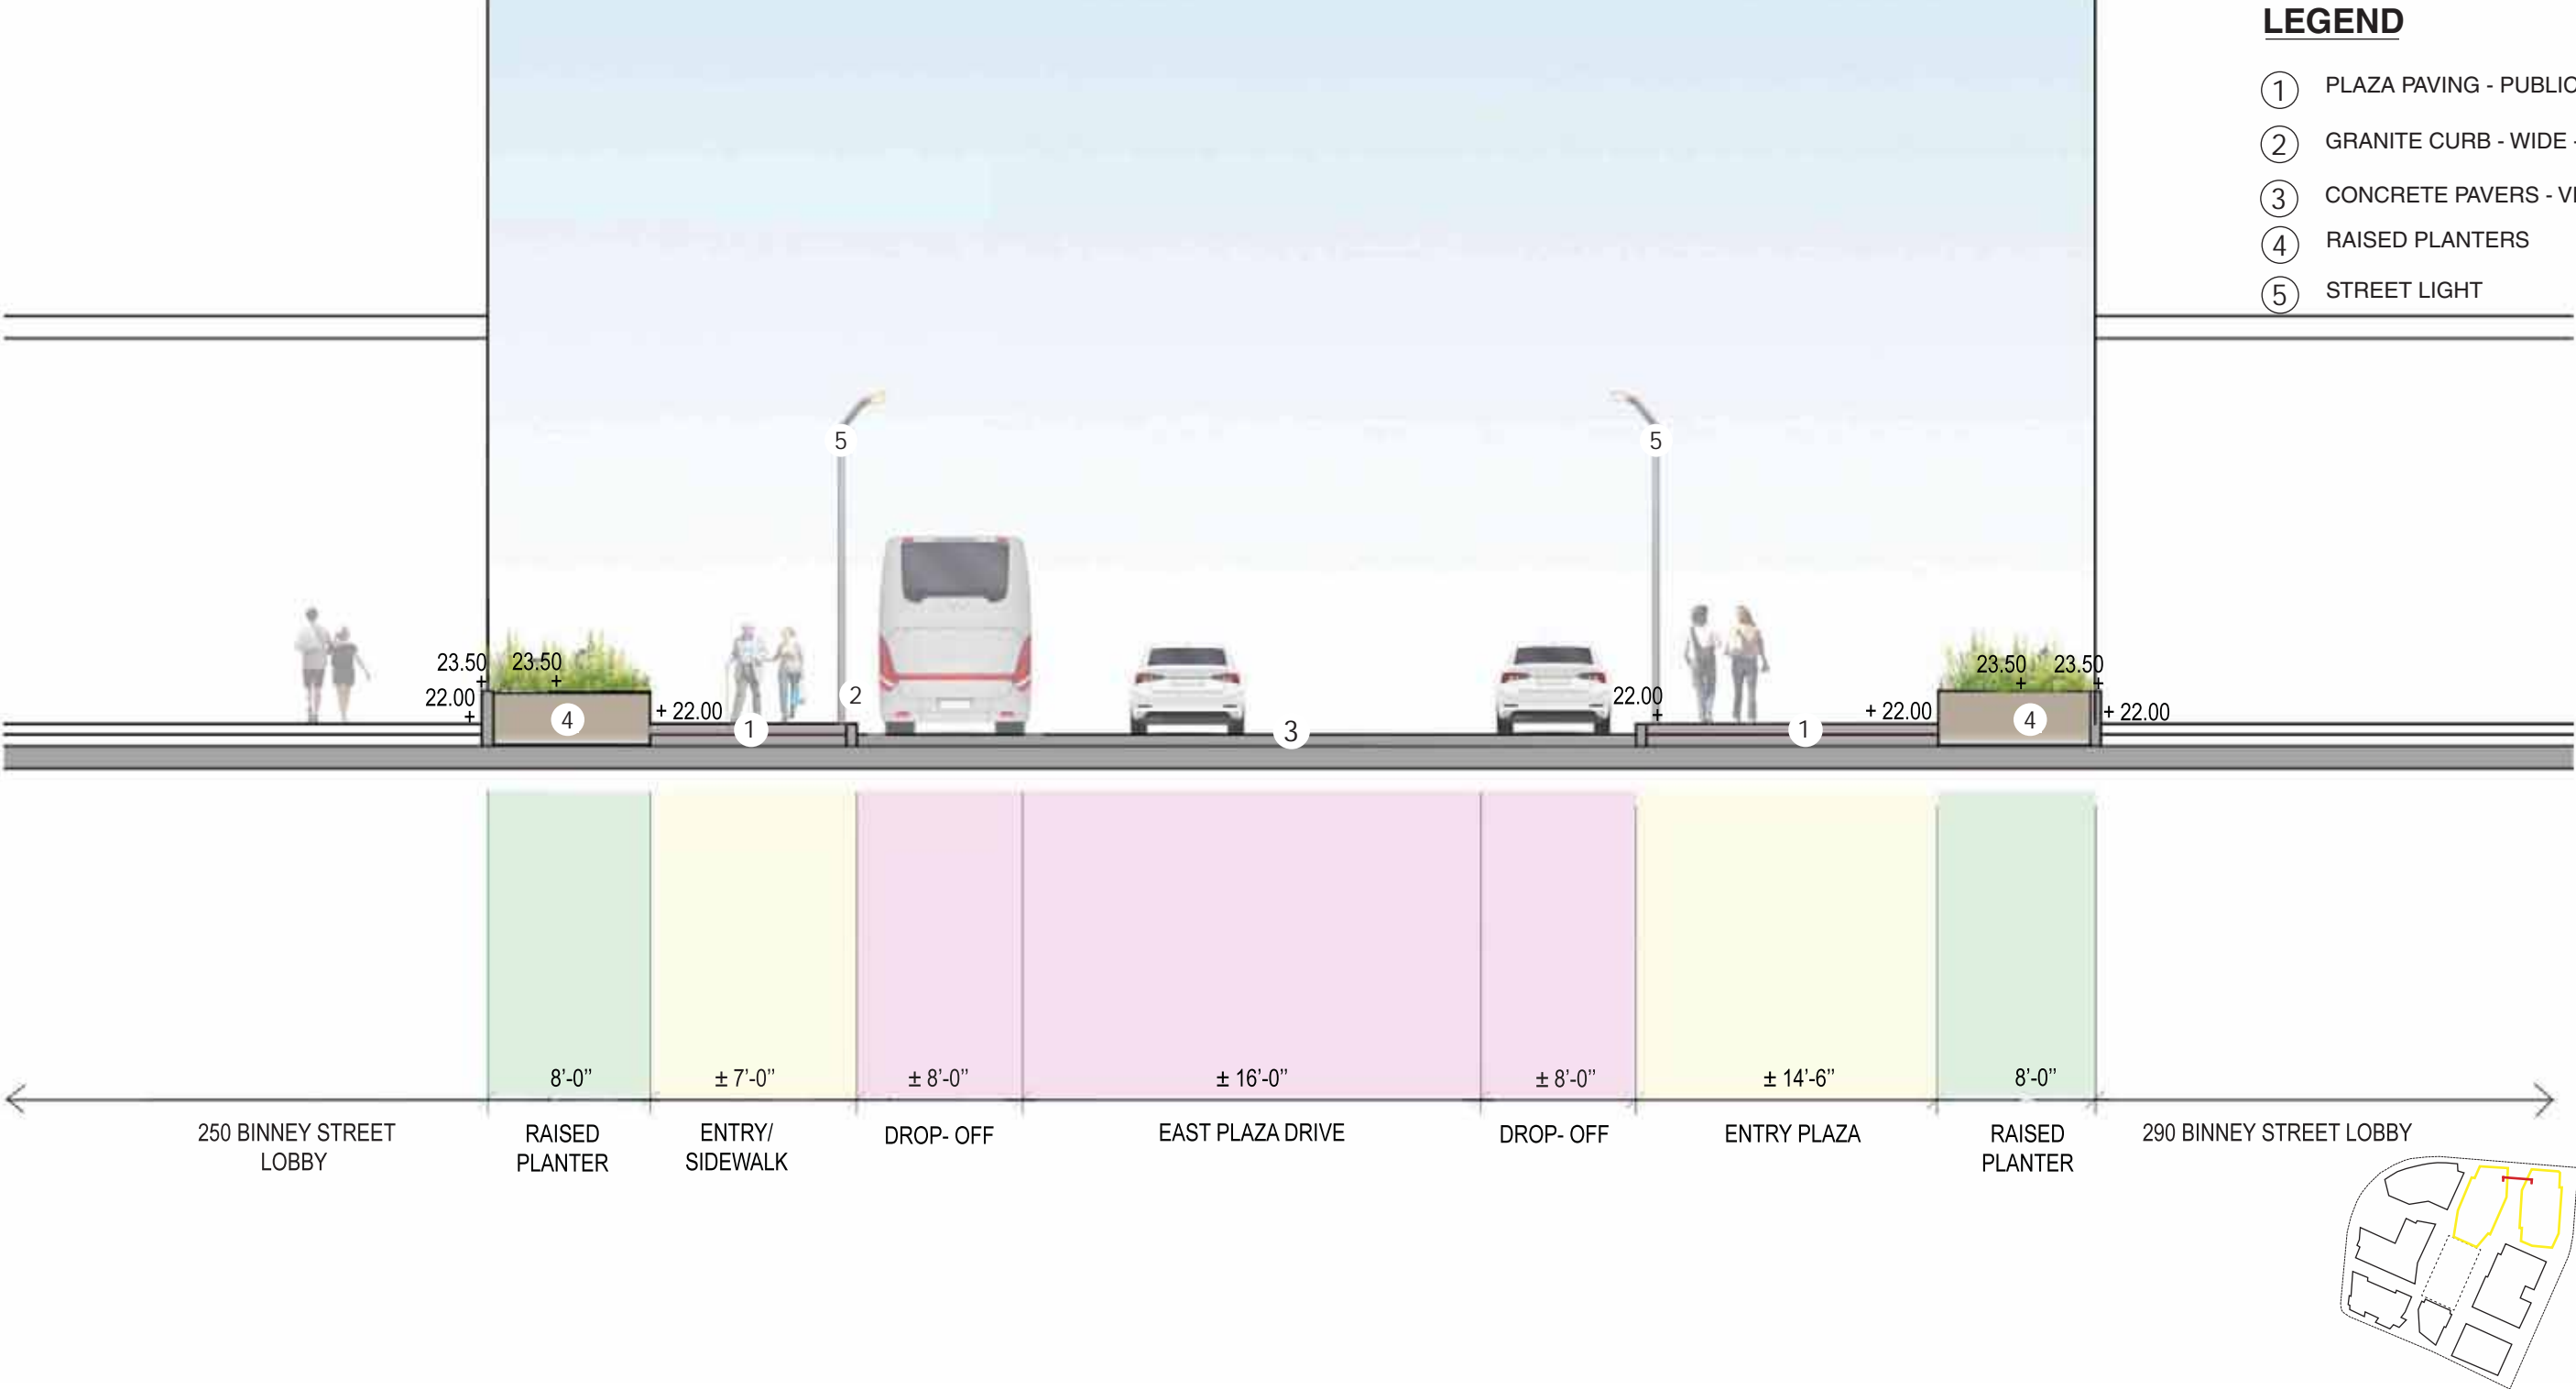 LEGEND
1 PLAZA PAVING - PUBLIC
2 GRANITE CURB - WIDE -
3 CONCRETE PAVERS -
4 RAISED PLANTERS
5 STREET LIGHT
5 5
23.50 23.50
22.00
+ 22.00
4 1 2
3
22.00
1
+ 22.00
23.50 23.50
4
+ 22.00
8'-0" ± 7'-0" ± 8'-0" ± 16'-0" ± 8'-0" ± 14'-6" 8'-0"
250 BINNEY STREET
LOBBY
RAISED
PLANTER
ENTRY/
SIDEWALK
DROP- OFF
EAST PLAZA DRIVE
DROP- OFF
ENTRY PLAZA
RAISED
PLANTER
290 BINNEY STREET LOBBY